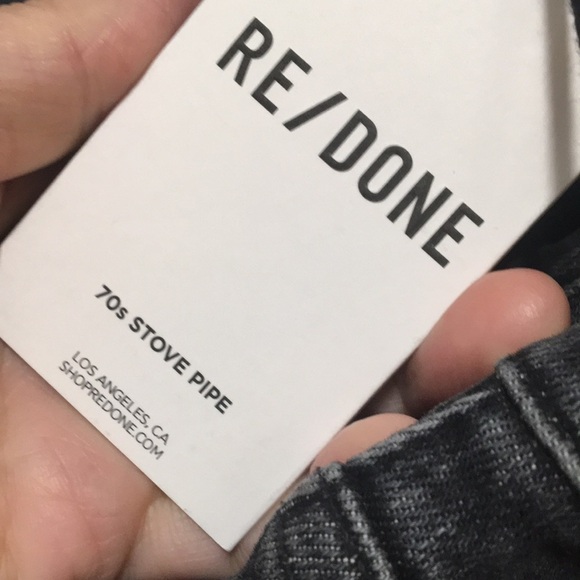 RE/DONE
70s STOVE PIPE
LOS ANGELES, CA
SHOPREDONE.COM